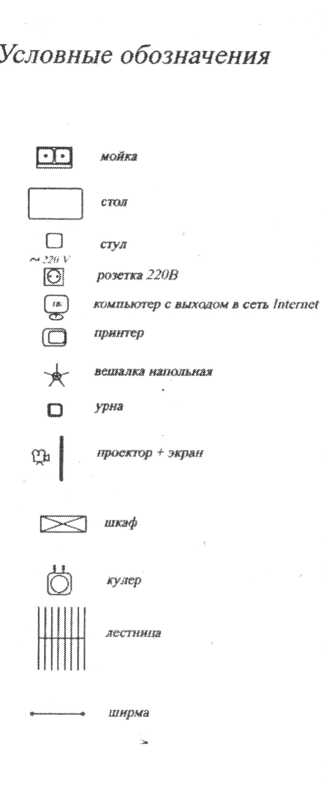 Условные обозначения
мойка
стол
стул
~ 220 V
розетка 220В
компьютер с выходом в сеть Internet
принтер
вешалка напольная
урна
проектор + экран
шкаф
кулер
лестница
ширма